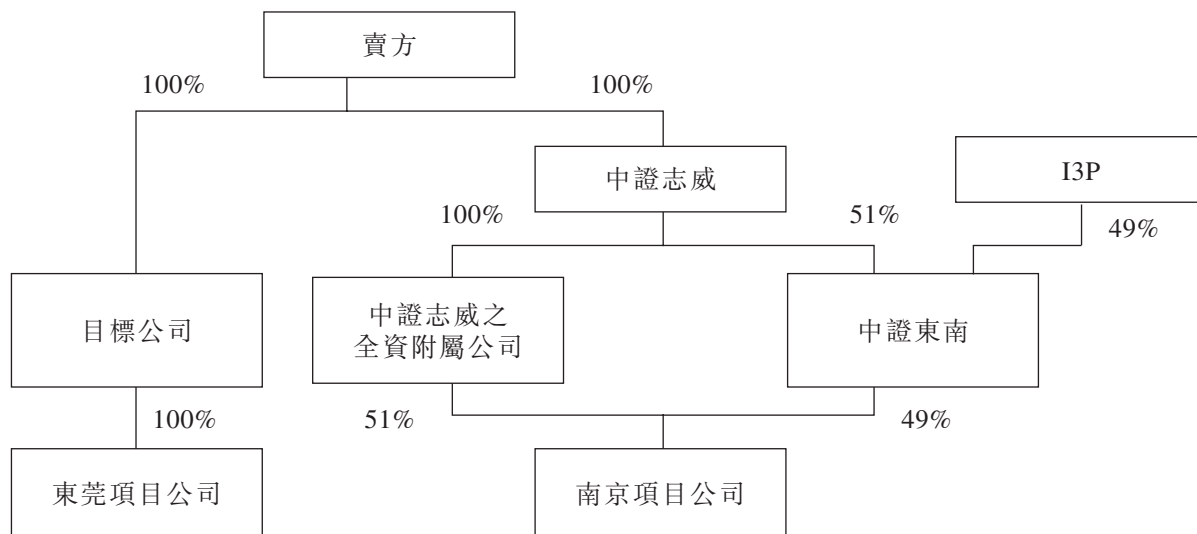 賣方
100%
100%
中證志威
I3P
100%
51%
49%
目標公司
中證志威之
全資附屬公司
中證東南
100%
51%
49%
東莞項目公司
南京項目公司